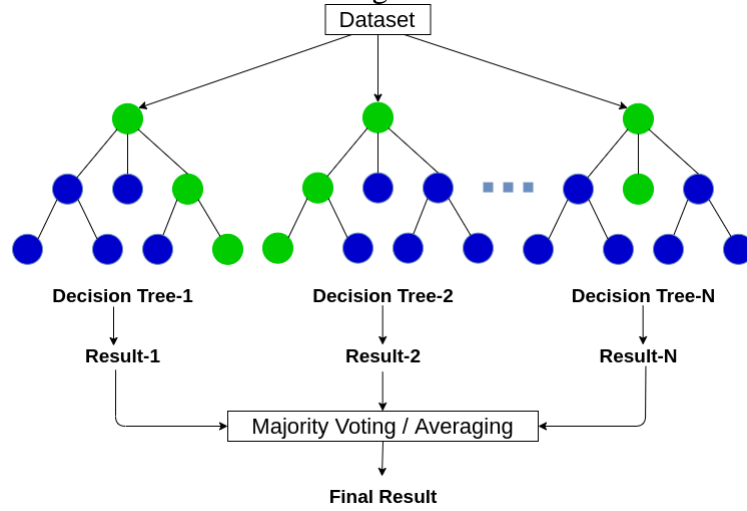 Dataset
Decision Tree-1
Decision Tree-2
Decision Tree-N
Result-1
Result-2
Result-N
Majority Voting / Averaging
Final Result